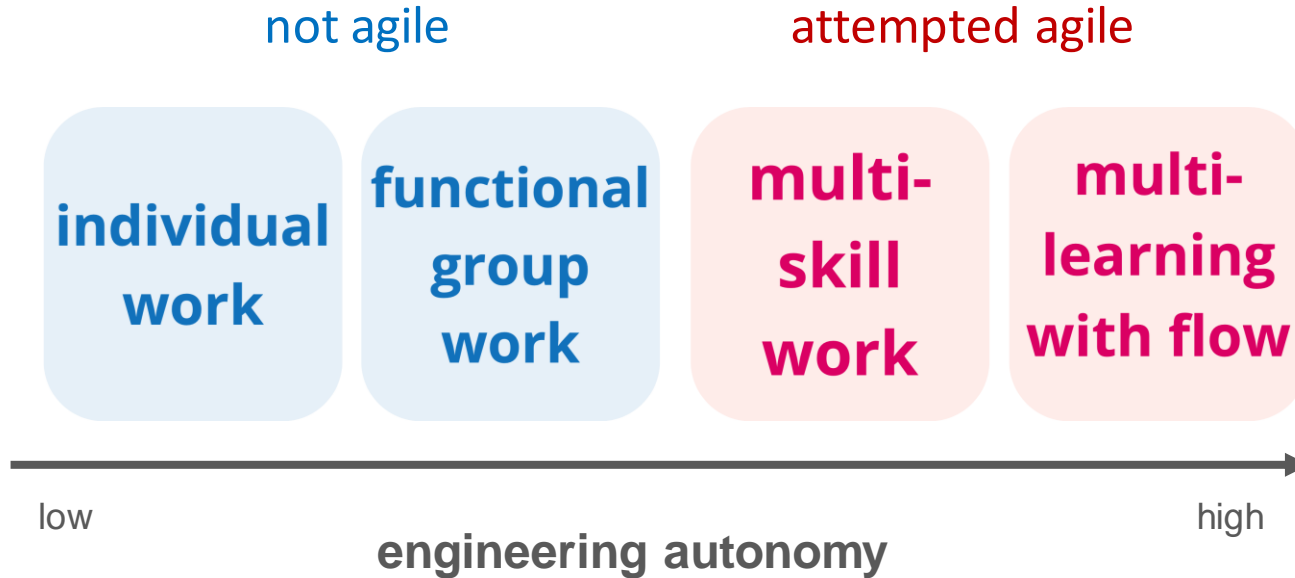 not agile
attempted agile
individual
work
functional
group
work
multi-
skill
work
multi-
learning
with flow
low
high
engineering autonomy